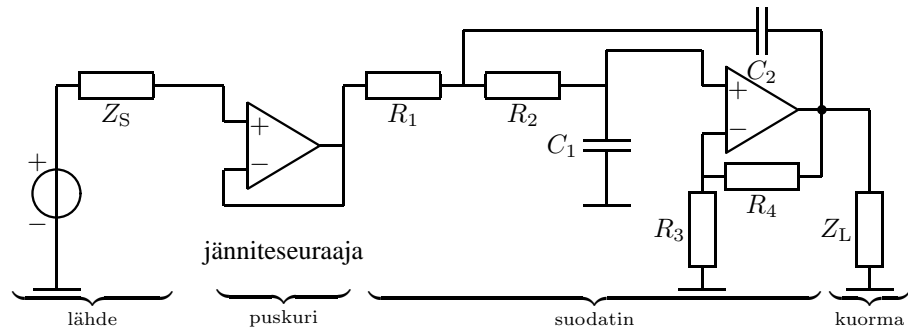 Z_S
R_1
R_2
C_1
C_2
R_3
R_4
Z_L
+
−
+
−
+
−
jänniteseuraaja
lähde
puskuri
suodatin
kuorma